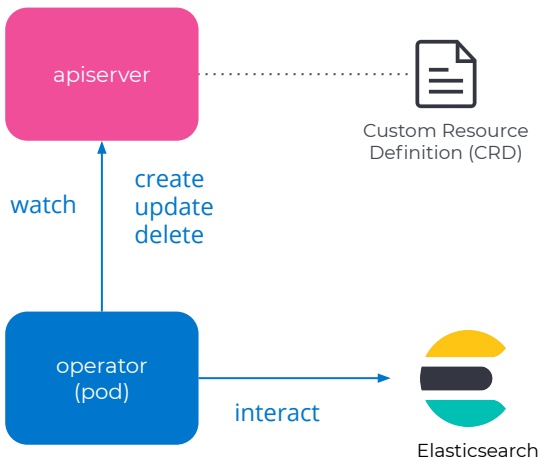 apiserver
Custom Resource
Definition (CRD)
watch
create
update
delete
operator
(pod)
interact
Elasticsearch